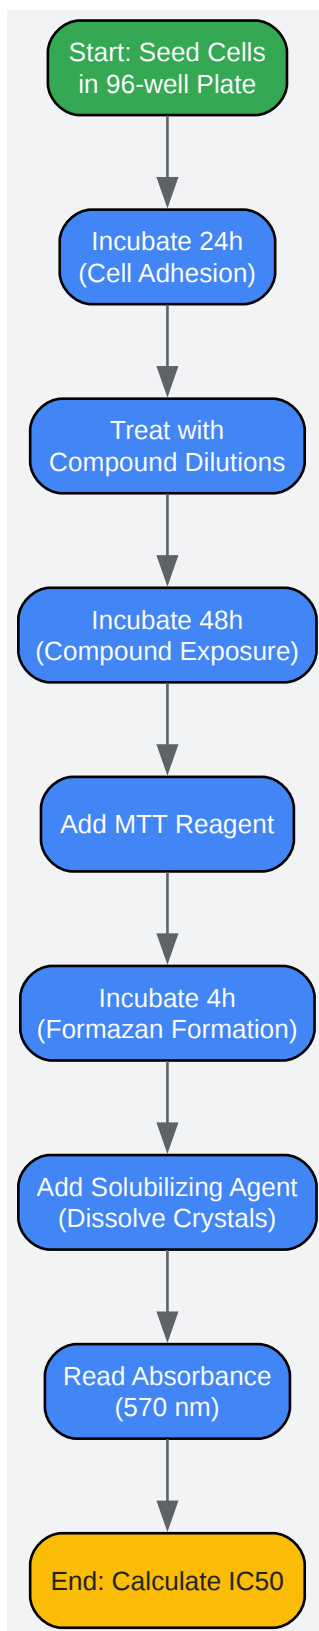 Start: Seed Cells
in 96-well Plate
Incubate 24h
(Cell Adhesion)
Treat with
Compound Dilutions
Incubate 48h
(Compound Exposure)
Add MTT Reagent
Incubate 4h
(Formazan Formation)
Add Solubilizing Agent
(Dissolve Crystals)
Read Absorbance
(570 nm)
End: Calculate IC50